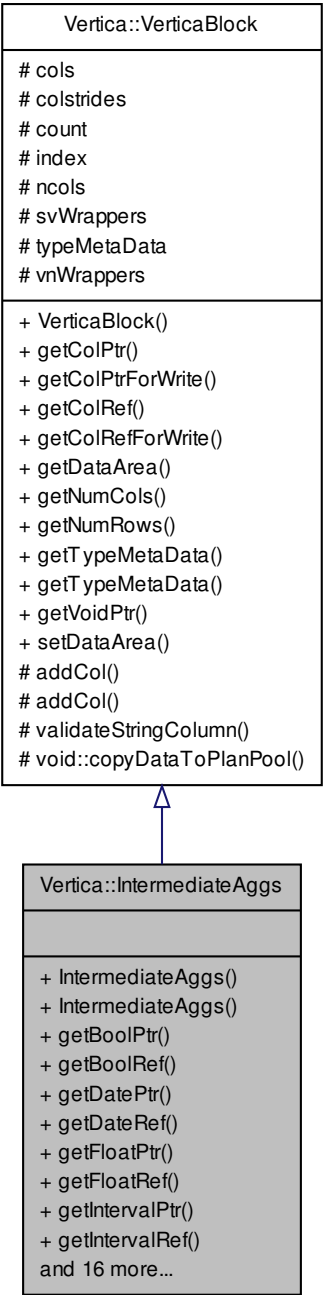 Vertica::VerticaBlock
# cols
# colstrides
# count
# index
# ncols
# svWrappers
# typeMetaData
# vnWrappers
+ VerticaBlock()
+ getColPtr()
+ getColPtrForWrite()
+ getColRef()
+ getColRefForWrite()
+ getDataArea()
+ getNumCols()
+ getNumRows()
+ getTypeMetaData()
+ getTypeMetaData()
+ getVoidPtr()
+ setDataArea()
# addCol()
# addCol()
# validateStringColumn()
# void::copyDataToPlanPool()
Vertica::IntermediateAggs
+ IntermediateAggs()
+ IntermediateAggs()
+ getBoolPtr()
+ getBoolRef()
+ getDatePtr()
+ getDateRef()
+ getFloatPtr()
+ getFloatRef()
+ getIntervalPtr()
+ getIntervalRef()
and 16 more...